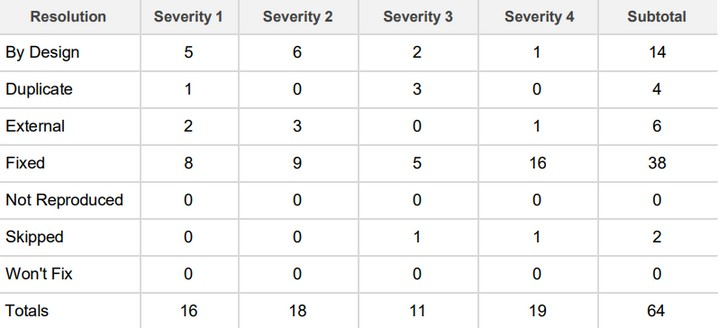 Resolution Severity 1 Severity 2 Severity 3 Severity 4 Subtotal
By Design 5 6 2 1 14
Duplicate 1 0 3 0 4
External 2 3 0 1 6
Fixed 8 9 5 16 38
Not Reproduced 0 0 0 0 0
Skipped 0 0 1 1 2
Won't Fix 0 0 0 0 0
Totals 16 18 11 19 64